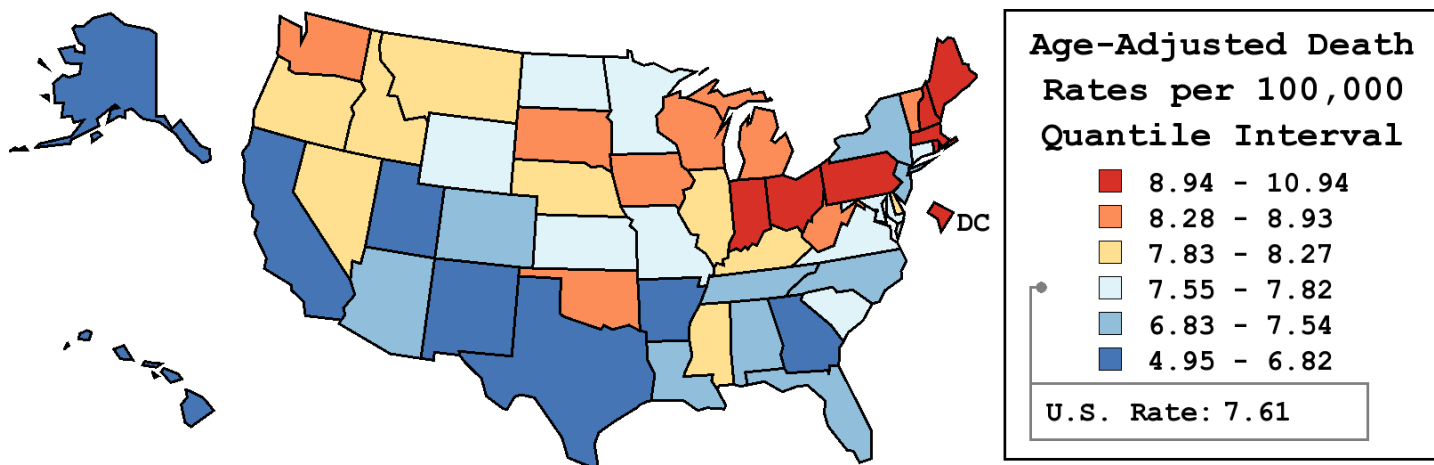 Age-Adjusted Death
Rates per 100,000
Quantile Interval
8.94 - 10.94
8.28 - 8.93
7.83 - 8.27
7.55 - 7.82
6.83 - 7.54
4.95 - 6.82
U.S. Rate: 7.61
DC